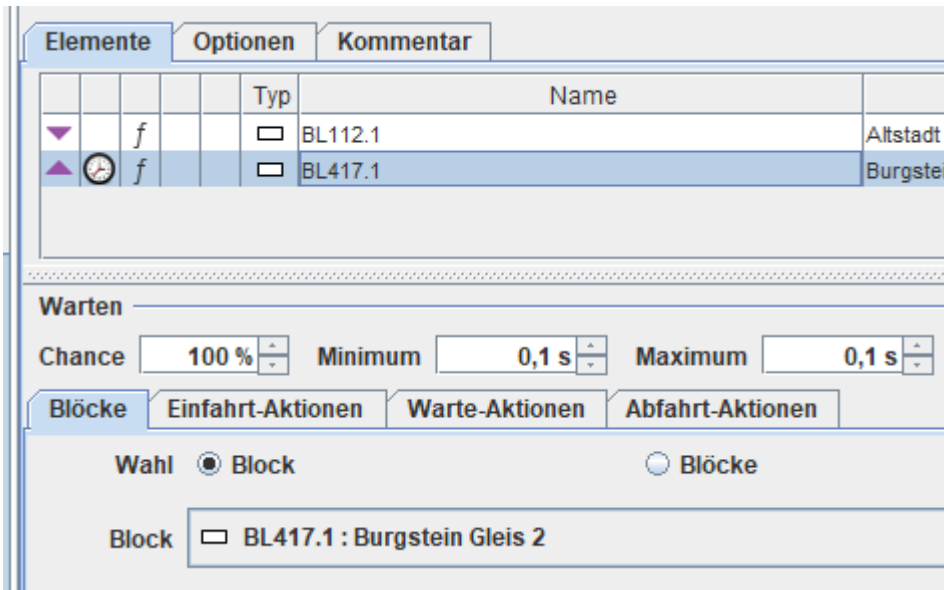 Elemente Optionen Kommentar
Typ Name
f BL112.1 Altstadt
f BL417.1 Burgstei
Warten
Chance 100 % Minimum 0,1 s Maximum 0,1 s
Blöcke Einfahrt-Aktionen Warte-Aktionen Abfahrt-Aktionen
Wahl Block Blöcke
Block BL417.1 : Burgstein Gleis 2